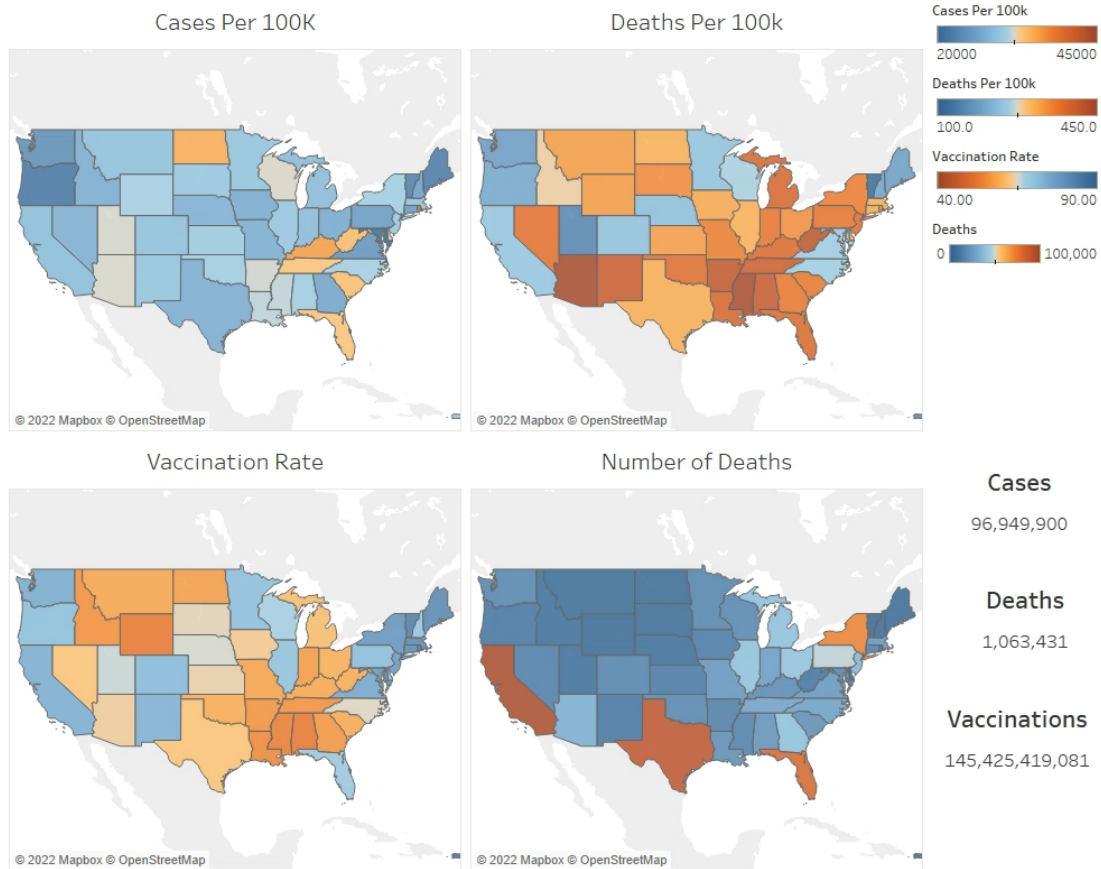 Cases Per 100K
Deaths Per 100k
Cases Per 100k
20000 45000
Deaths Per 100k
100.0 450.0
Vaccination Rate
40.00 90.00
Deaths
0 100,000
© 2022 Mapbox © OpenStreetMap
© 2022 Mapbox © OpenStreetMap
Vaccination Rate
Number of Deaths
Cases
96,949,900
Deaths
1,063,431
Vaccinations
145,425,419,081
© 2022 Mapbox © OpenStreetMap
© 2022 Mapbox © OpenStreetMap